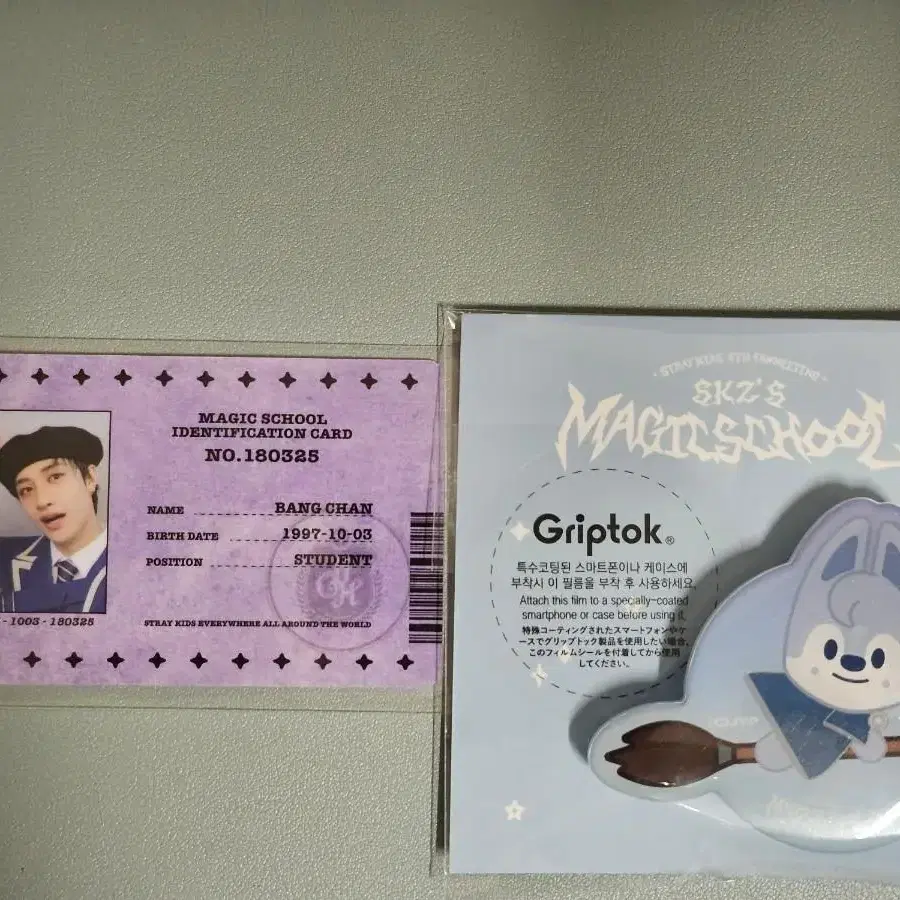 MAGIC SCHOOL
IDENTIFICATION CARD
NO.180325
NAME BANG CHAN
BIRTH DATE 1997-10-03
POSITION STUDENT
- 1003 - 180325
STRAY KIDS EVERYWHERE ALL AROUND THE WORLD
· STRAY KIDS 5TH FANMEETING ·
SKZ'S
MAGIC SCHOOL
Griptok®
특수코팅된 스마트폰이나 케이스에
부착시 이 필름을 부착 후 사용하세요.
Attach this film to a specially-coated
smartphone or case before using it.
特殊コーティングされたスマートフォンやケ
ースでグリップトック製品を使用したい場合、
このフィルムシールを付着してから使用
してください。